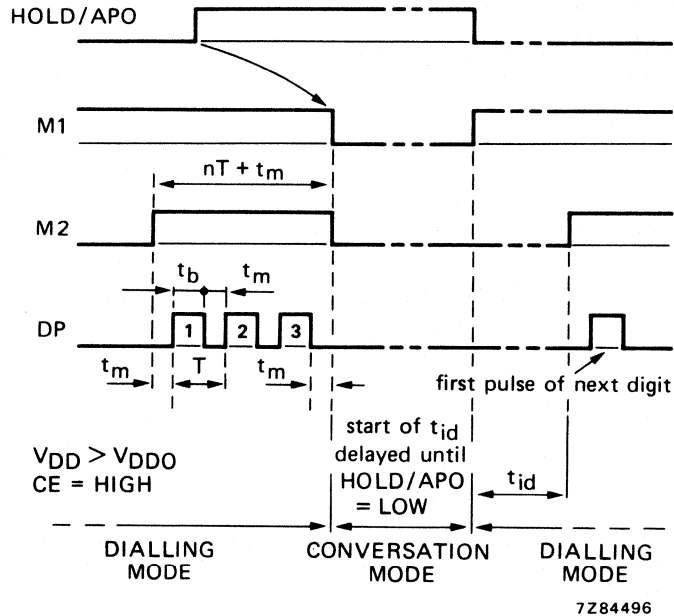 HOLD/APO
M1
nT + tm
M2
tb
tm
DP
1
2
3
tm
T
tm
first pulse of next digit
start of tid
delayed until
HOLD/APO
= LOW
VDD > VDDO
CE = HIGH
tid
DIALLING
MODE
CONVERSATION
MODE
DIALLING
MODE
7Z84496